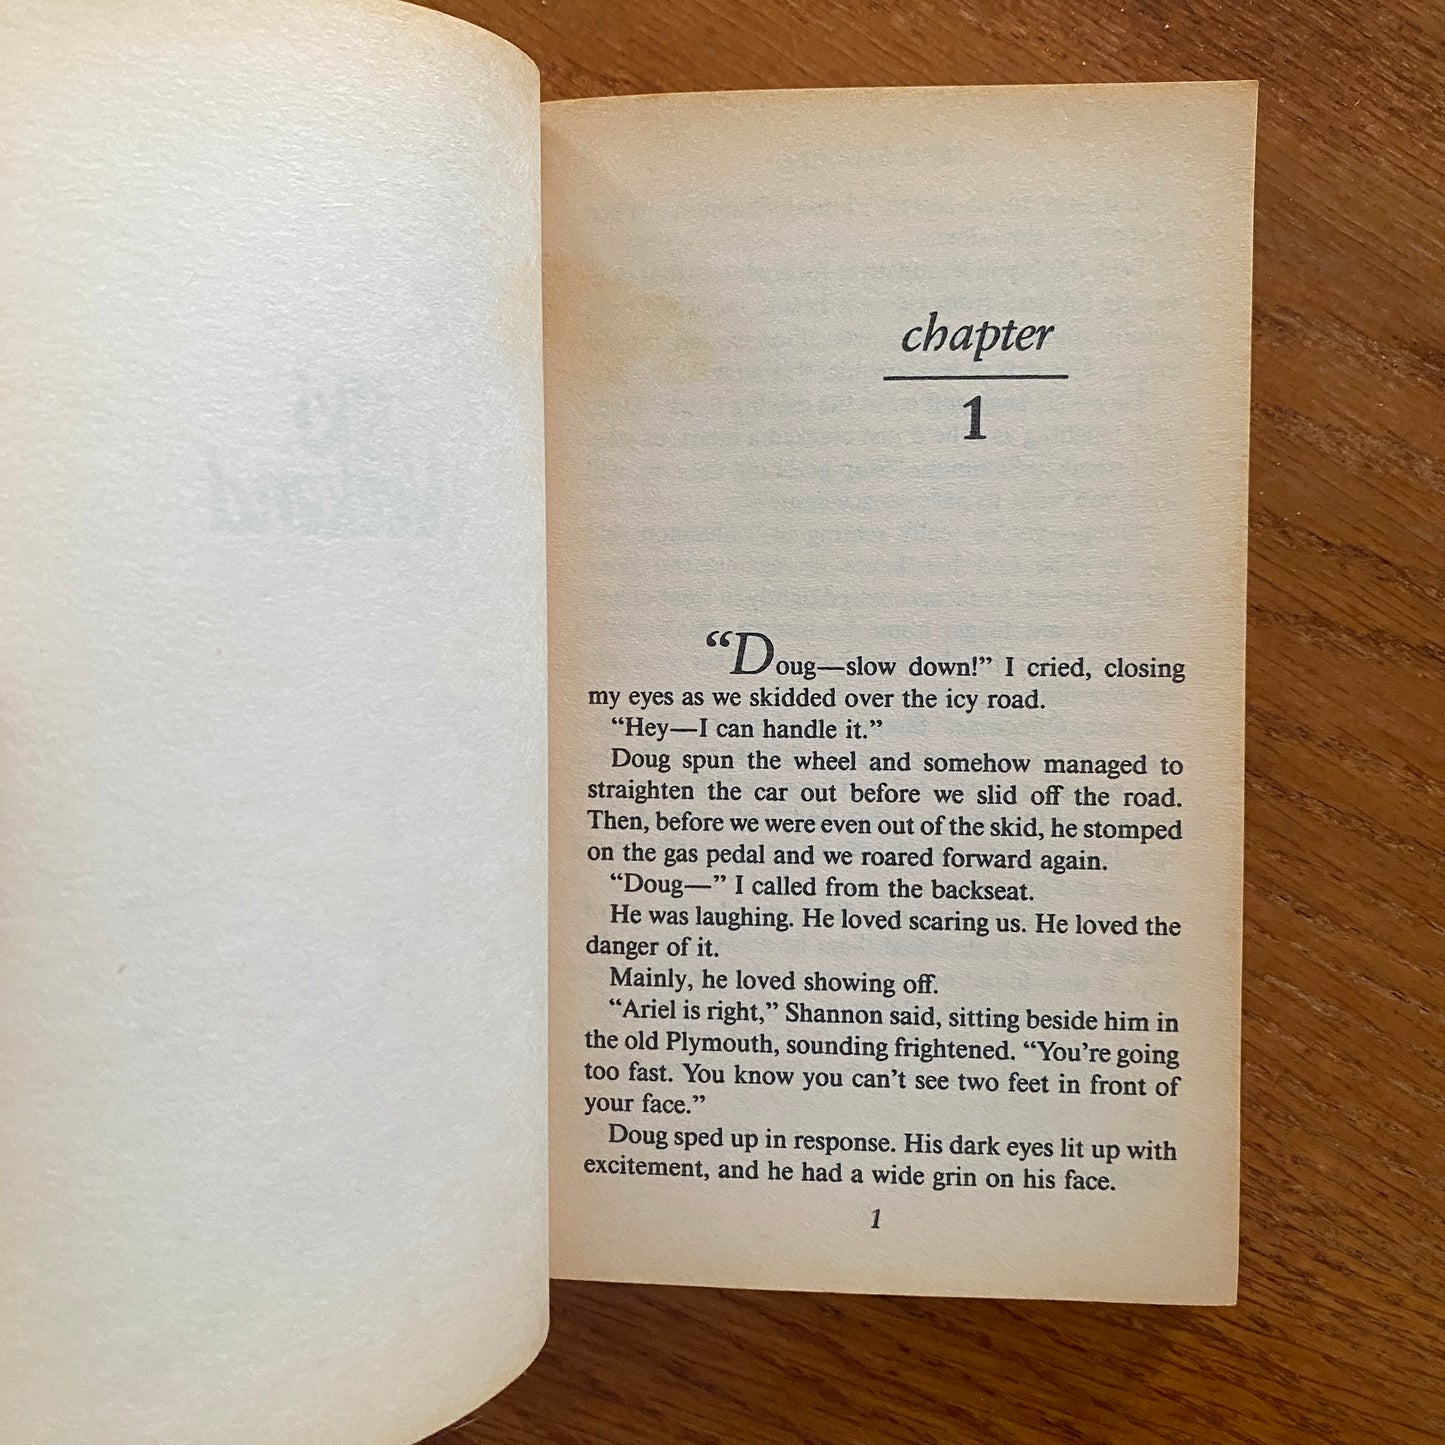 chapter
1
“Doug—slow down!” I cried, closing
my eyes as we skidded over the icy road.
“Hey—I can handle it.”
Doug spun the wheel and somehow managed to
straighten the car out before we slid off the road.
Then, before we were even out of the skid, he stomped
on the gas pedal and we roared forward again.
“Doug—” I called from the backseat.
He was laughing. He loved scaring us. He loved the
danger of it.
Mainly, he loved showing off.
“Ariel is right,” Shannon said, sitting beside him in
the old Plymouth, sounding frightened. “You’re going
too fast. You know you can’t see two feet in front of
your face.”
Doug sped up in response. His dark eyes lit up with
excitement, and he had a wide grin on his face.
1